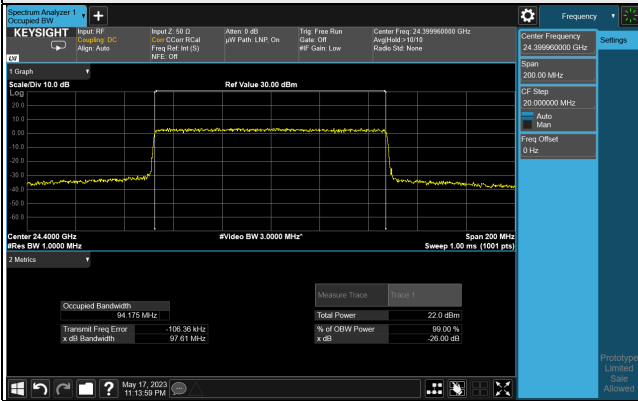 Spectrum Analyzer 1
Occupied BW
+
Frequency
KEYSIGHT
Input: RF
Coupling: DC
Align: Auto
Input Z: 50 Ω
Corr CCorr RCal
Freq Ref: Int (S)
NFE: Off
Atten: 0 dB
µW Path: LNP, On
Trig: Free Run
Gate: Off
#IF Gain: Low
Center Freq: 24.399960000 GHz
Avg|Hold:>10/10
Radio Std: None
LVI
Center Frequency
24.399960000 GHz
Settings
Span
200.00 MHz
CF Step
20.000000 MHz
Auto
Man
Freq Offset
0 Hz
1 Graph
Scale/Div 10.0 dB
Ref Value 30.00 dBm
Log
20.0
10.0
0.00
-10.0
-20.0
-30.0
-40.0
-50.0
-60.0
Center 24.4000 GHz
#Video BW 3.0000 MHz*
Span 200 MHz
#Res BW 1.0000 MHz
Sweep 1.00 ms (1001 pts)
2 Metrics
Measure Trace
Trace 1
Occupied Bandwidth
94.175 MHz
Total Power
22.0 dBm
Transmit Freq Error
-106.36 kHz
% of OBW Power
99.00 %
x dB Bandwidth
97.61 MHz
x dB
-26.00 dB
Prototype
Limited
Sale
Allowed
?
May 17, 2023
11:13:59 PM